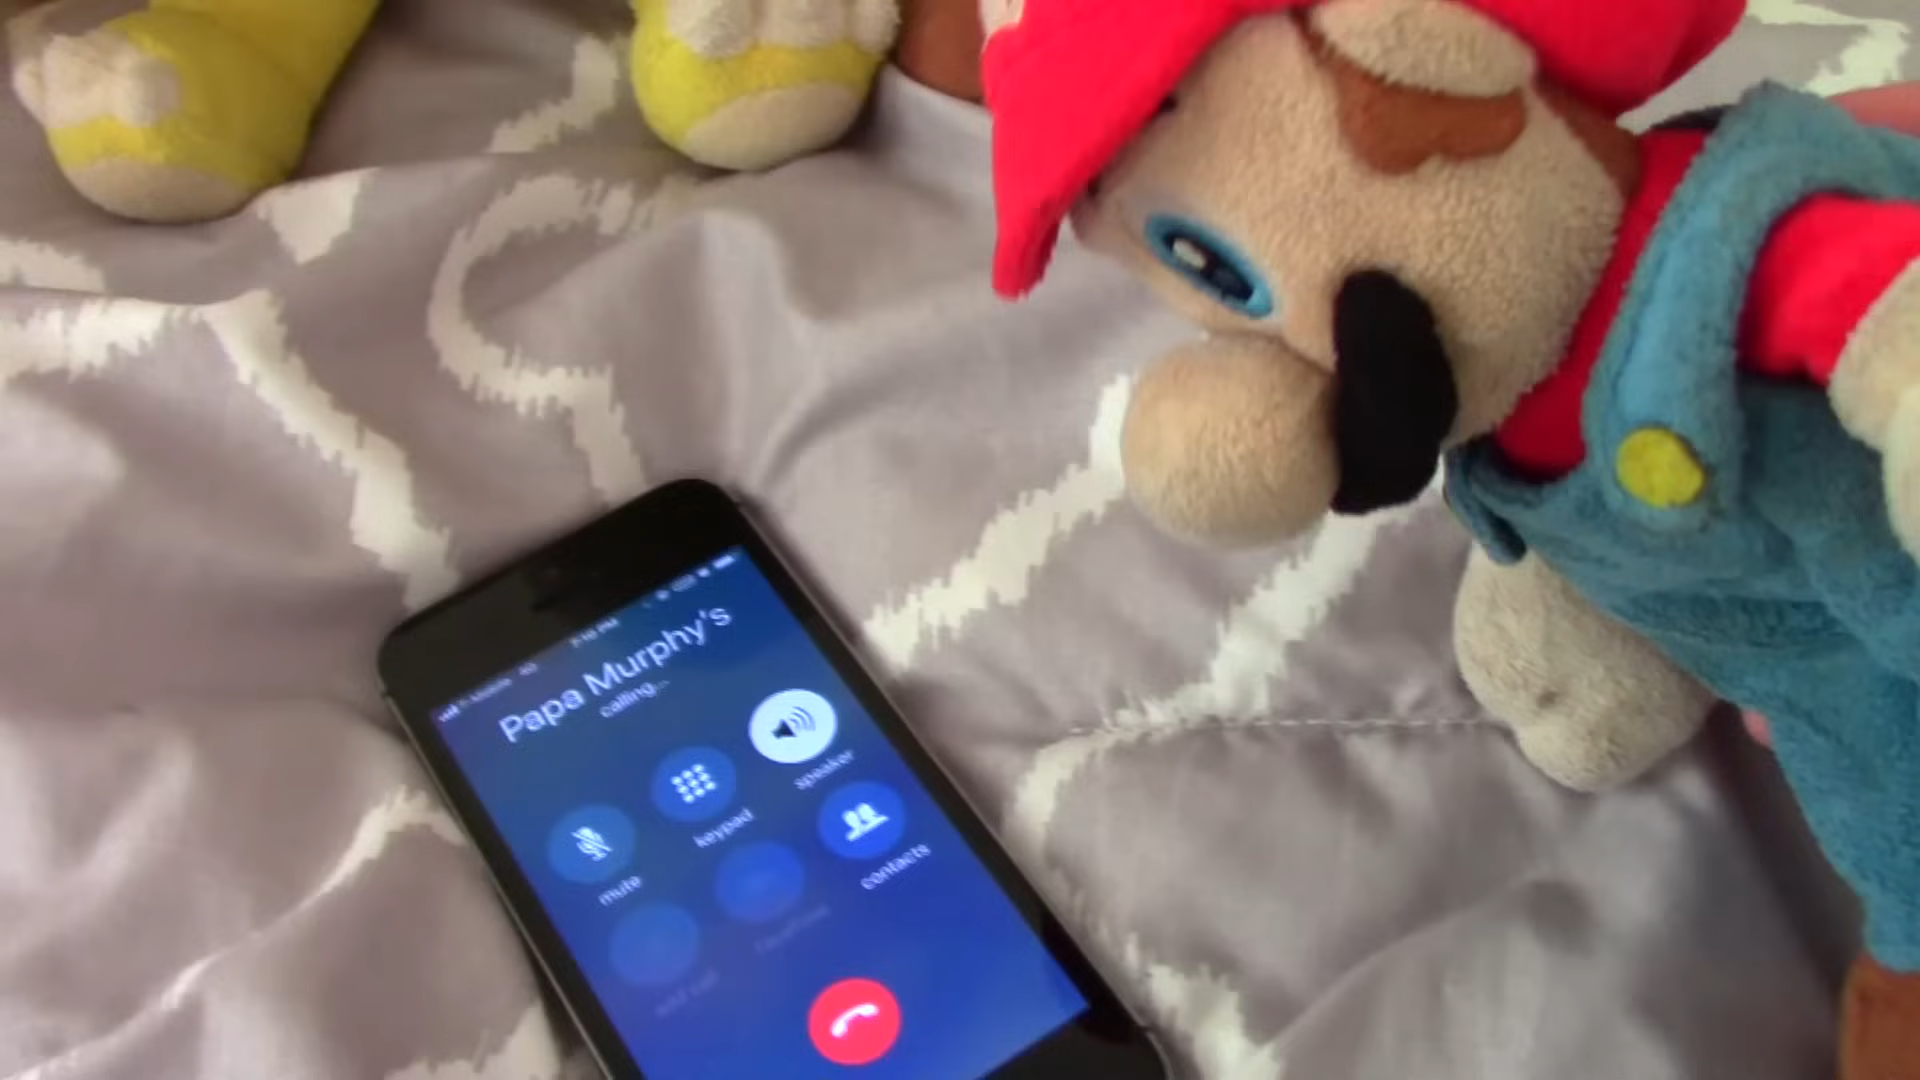 Papa Murphy's
calling...
speaker
keypad
mute
contacts